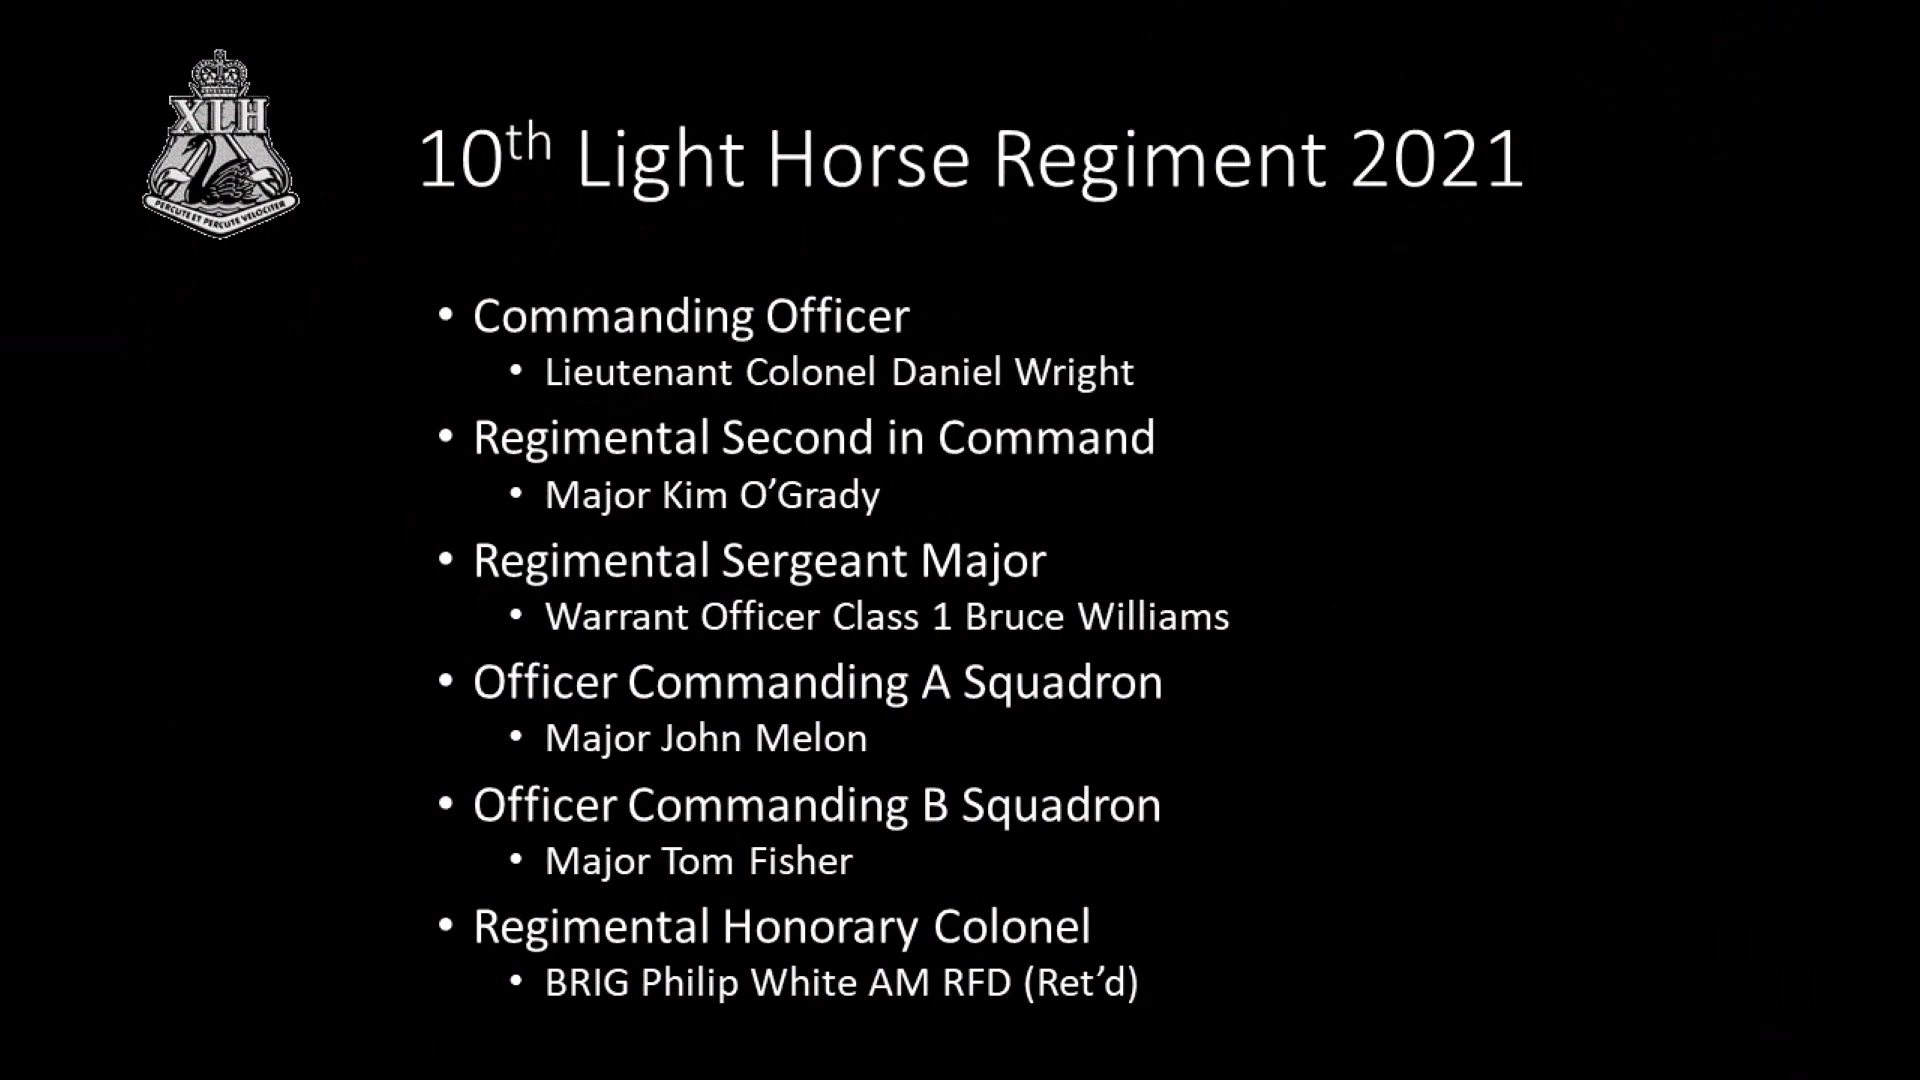 XLH
PERCUTE ET PERCUTE VELOCITER
10th Light Horse Regiment 2021
• Commanding Officer
• Lieutenant Colonel Daniel Wright
• Regimental Second in Command
• Major Kim O’Grady
• Regimental Sergeant Major
• Warrant Officer Class 1 Bruce Williams
• Officer Commanding A Squadron
• Major John Melon
• Officer Commanding B Squadron
• Major Tom Fisher
• Regimental Honorary Colonel
• BRIG Philip White AM RFD (Ret’d)